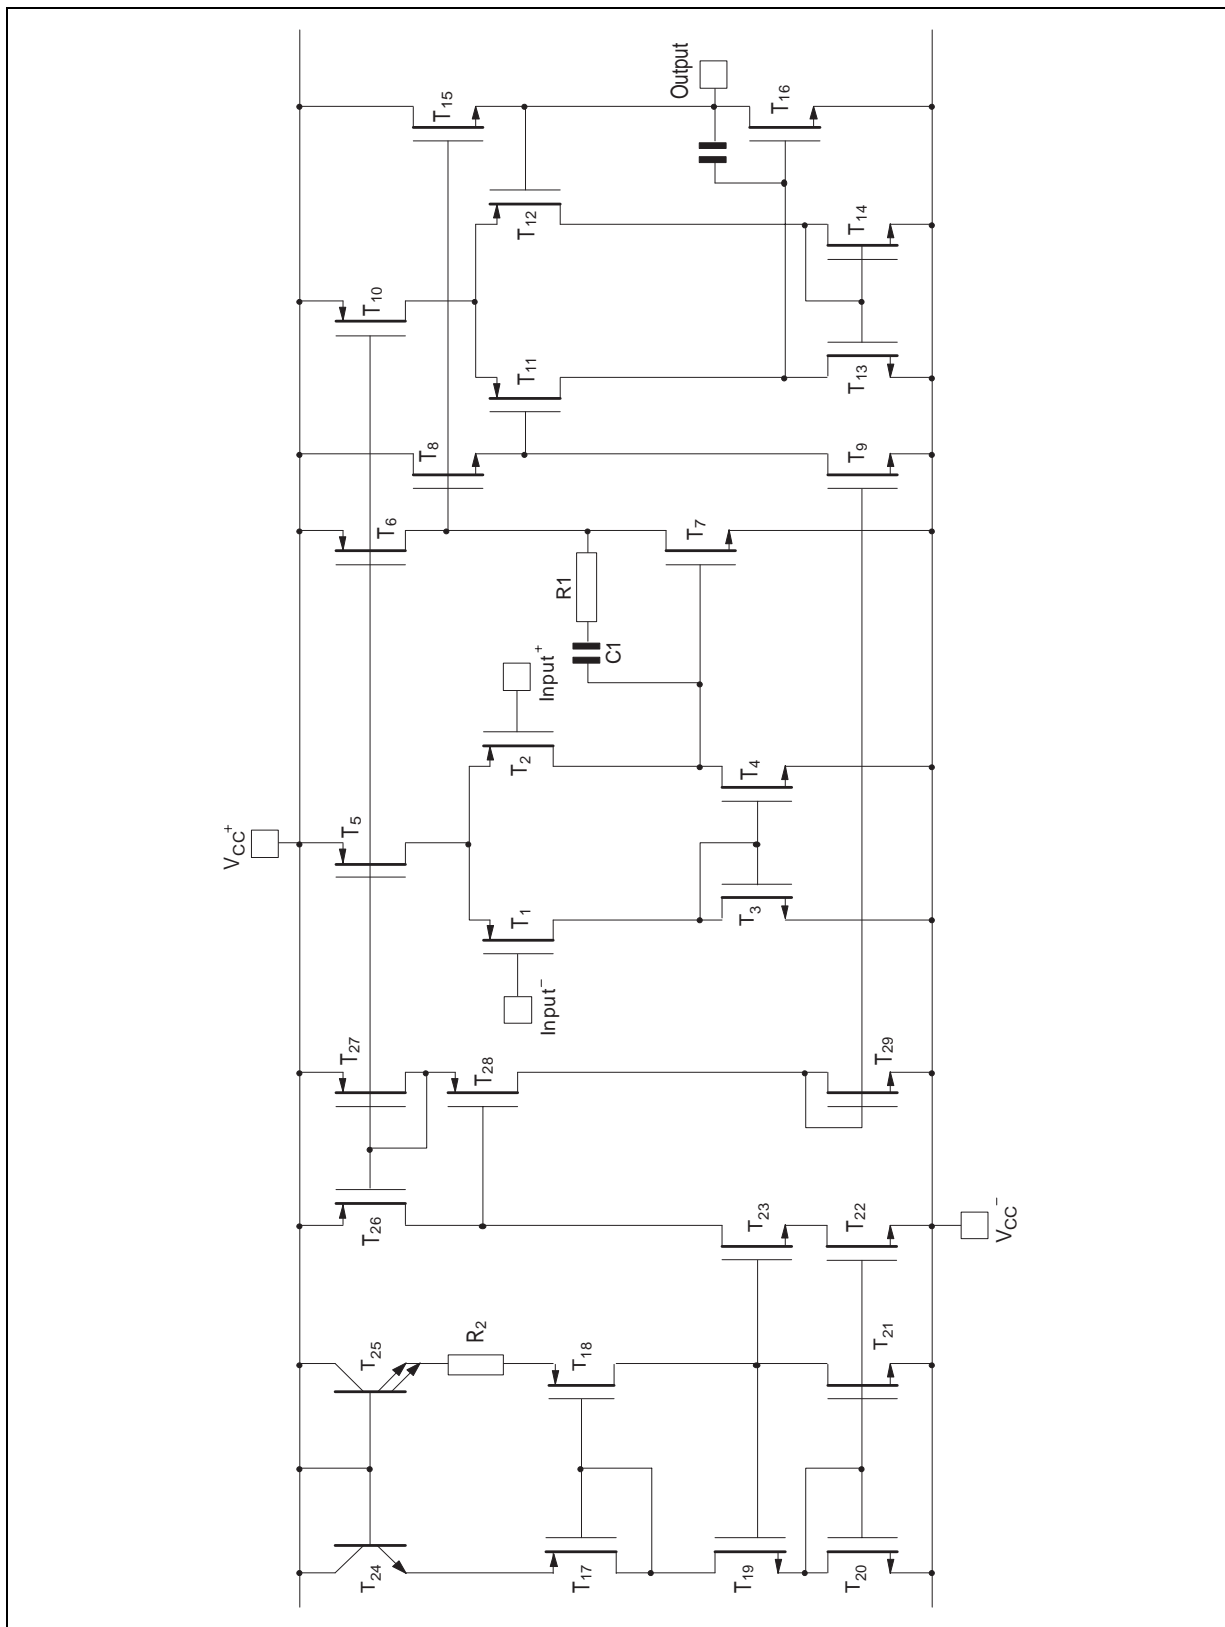 VCC+
VCC−
Input−
Input+
Output
T1
T2
T3
T4
T5
T6
T7
T8
T9
T10
T11
T12
T13
T14
T15
T16
T17
T18
T19
T20
T21
T22
T23
T24
T25
T26
T27
T28
T29
R1
C1
R2